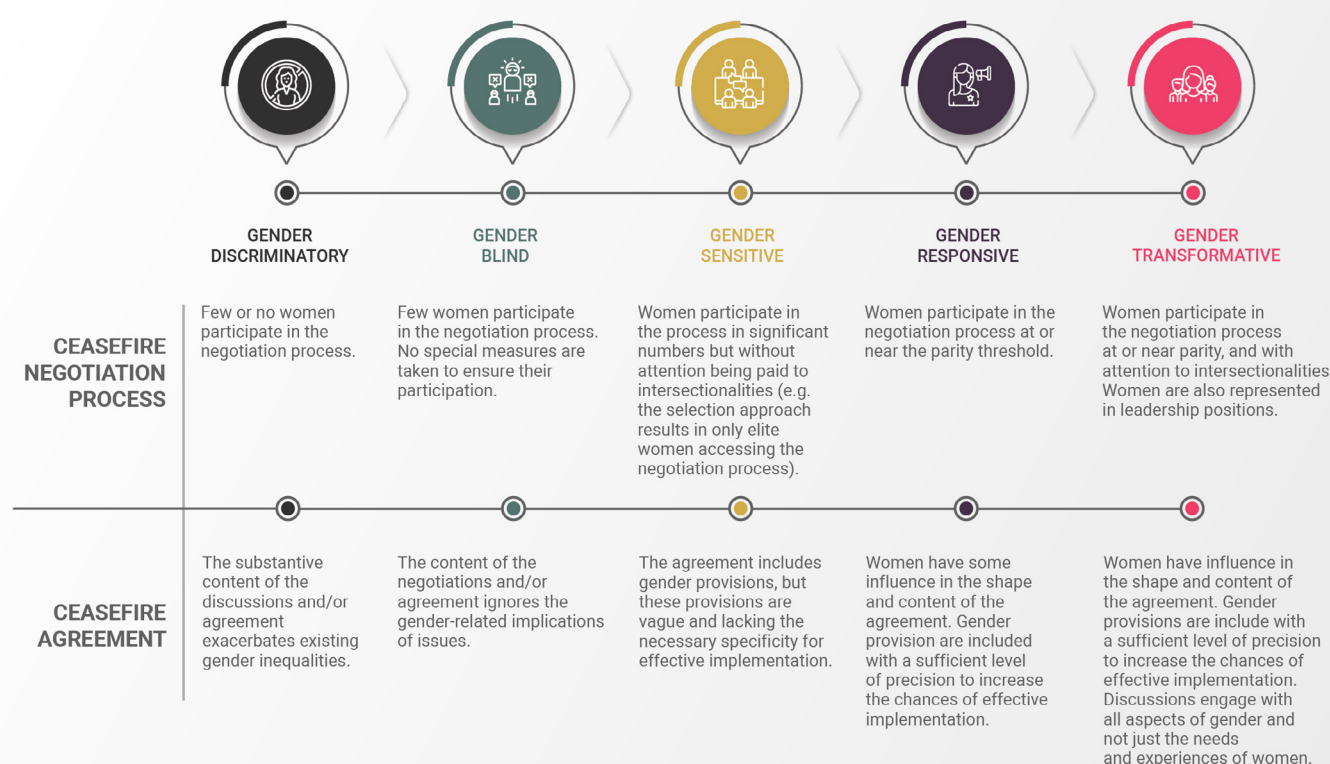 GENDER
DISCRIMINATORY
GENDER
BLIND
GENDER
SENSITIVE
GENDER
RESPONSIVE
GENDER
TRANSFORMATIVE
CEASEFIRE
NEGOTIATION
PROCESS
Few or no women
participate in the
negotiation process.
Few women participate
in the negotiation process.
No special measures are
taken to ensure their
participation.
Women participate in
the process in significant
numbers but without
attention being paid to
intersectionalities (e.g.
the selection approach
results in only elite
women accessing the
negotiation process).
Women participate in the
negotiation process at or
near the parity threshold.
Women participate in
the negotiation process
at or near parity, and with
attention to intersectionalities
Women are also represented
in leadership positions.
CEASEFIRE
AGREEMENT
The substantive
content of the
discussions and/or
agreement
exacerbates existing
gender inequalities.
The content of the
negotiations and/or
agreement ignores the
gender-related implications
of issues.
The agreement includes
gender provisions, but
these provisions are
vague and lacking the
necessary specificity for
effective implementation.
Women have some
influence in the shape
and content of the
agreement. Gender
provision are included
with a sufficient level
of precision to increase
the chances of effective
implementation.
Women have influence in
the shape and content of
the agreement. Gender
provisions are include with
a sufficient level of precision
to increase the chances of
effective implementation.
Discussions engage with
all aspects of gender and
not just the needs
and experiences of women.